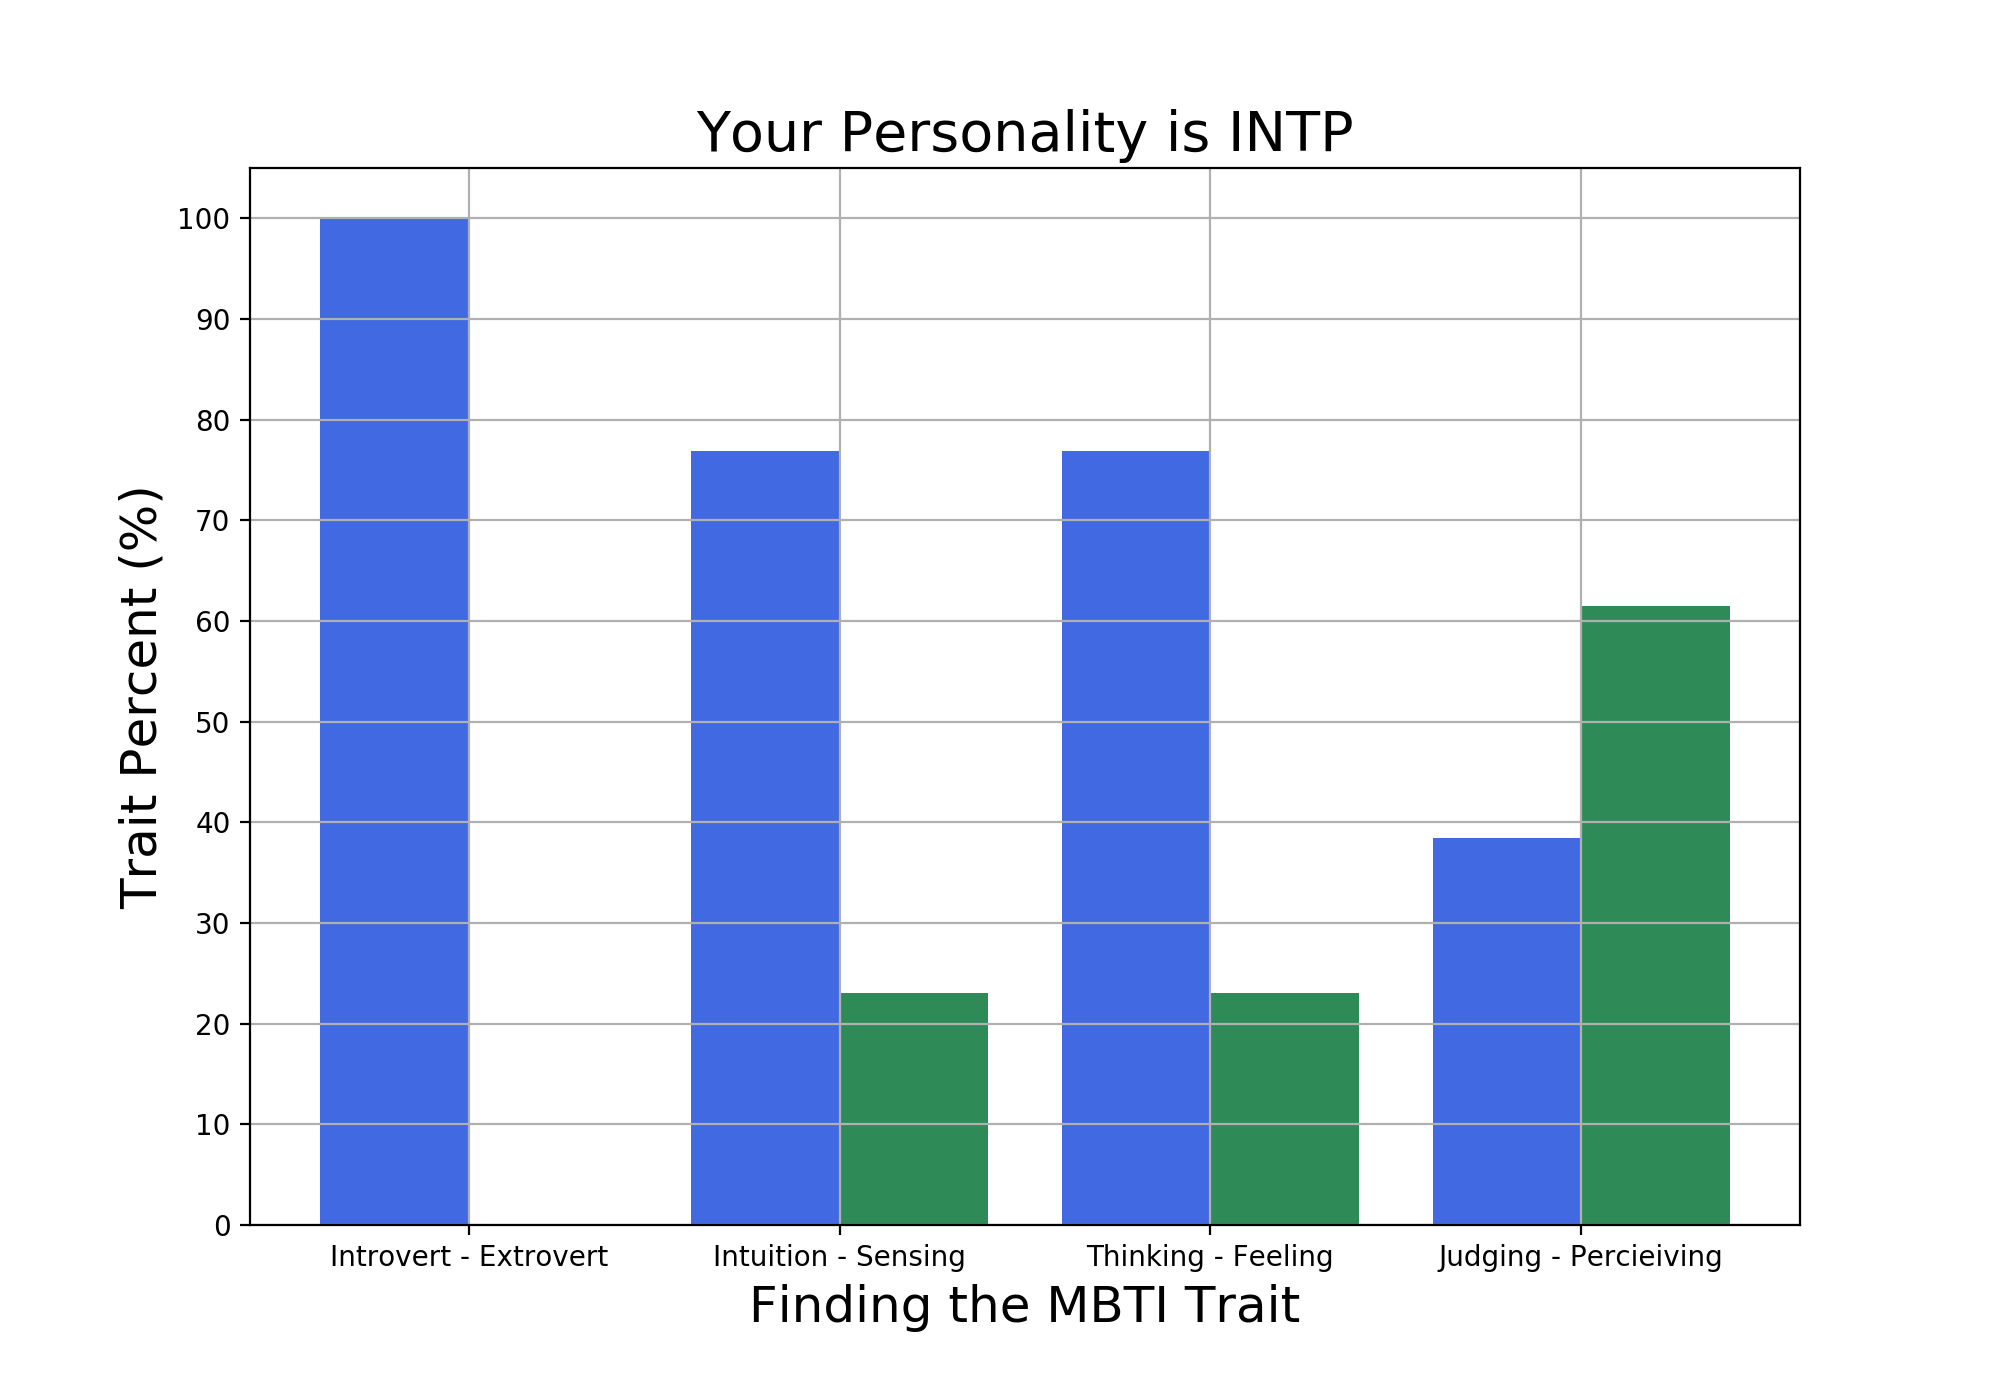 Your Personality is INTP
Trait Percent (%)
100
90
80
70
60
50
40
30
20
10
0
Introvert - Extrovert
Intuition - Sensing
Thinking - Feeling
Judging - Percieiving
Finding the MBTI Trait